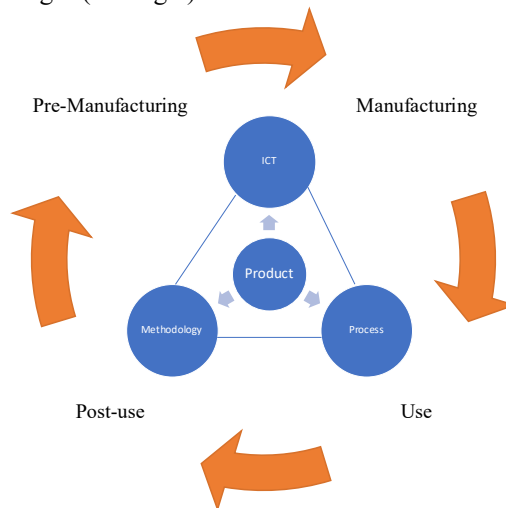 Pre-Manufacturing
Manufacturing
ICT
Product
Methodology
Process
Post-use
Use